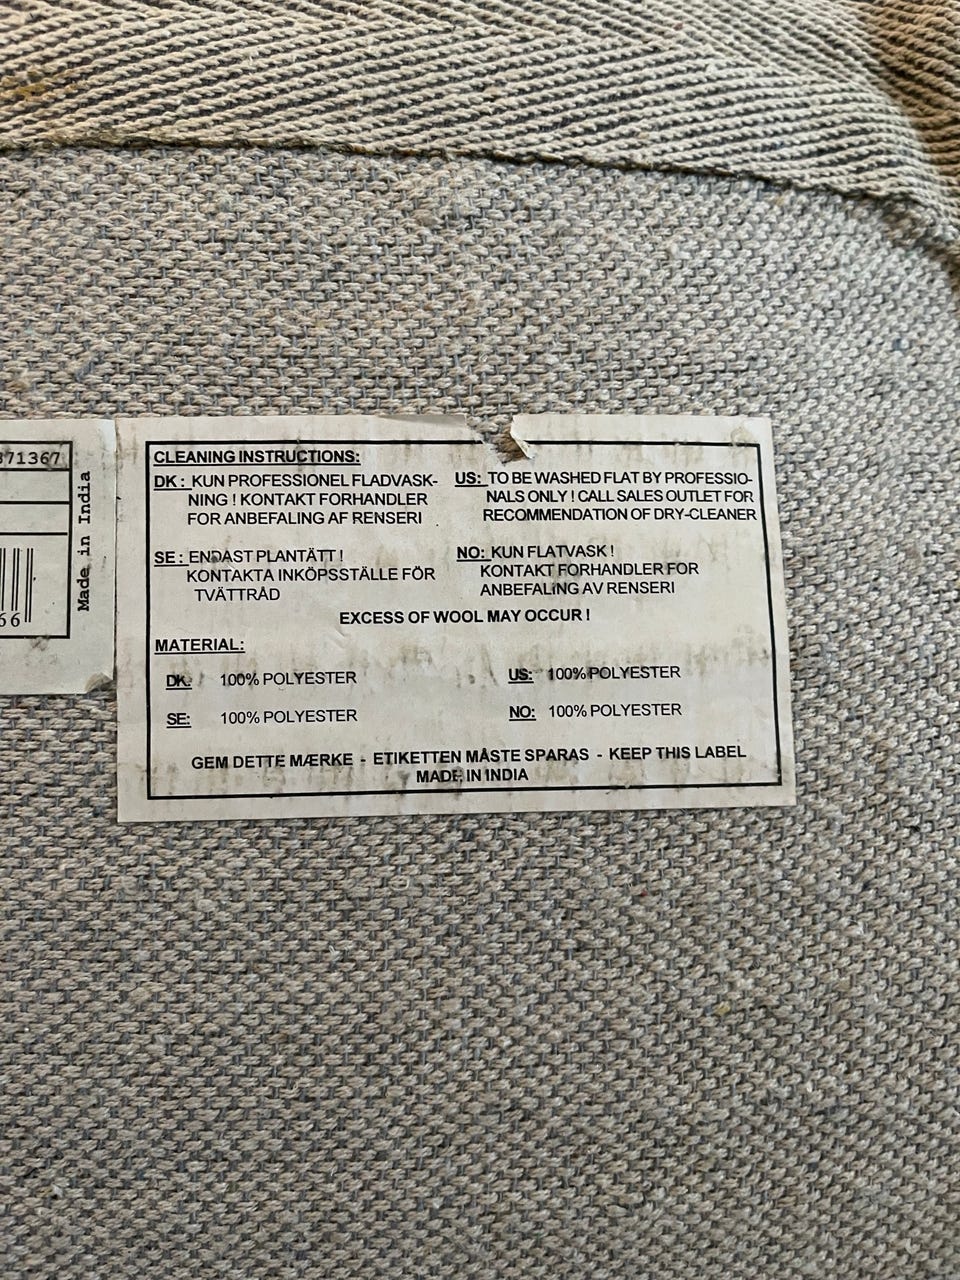 371367
Made in India
66
CLEANING INSTRUCTIONS:
DK : KUN PROFESSIONEL FLADVASK-
NING ! KONTAKT FORHANDLER
FOR ANBEFALING AF RENSERI
US: TO BE WASHED FLAT BY PROFESSIO-
NALS ONLY ! CALL SALES OUTLET FOR
RECOMMENDATION OF DRY-CLEANER
SE : ENDAST PLANTÄTT !
KONTAKTA INKÖPSSTÄLLE FÖR
TVÄTTRÅD
NO: KUN FLATVASK !
KONTAKT FORHANDLER FOR
ANBEFALING AV RENSERI
EXCESS OF WOOL MAY OCCUR !
MATERIAL:
DK: 100% POLYESTER
US: 100% POLYESTER
SE: 100% POLYESTER
NO: 100% POLYESTER
GEM DETTE MÆRKE - ETIKETTEN MÅSTE SPARAS - KEEP THIS LABEL
MADE IN INDIA